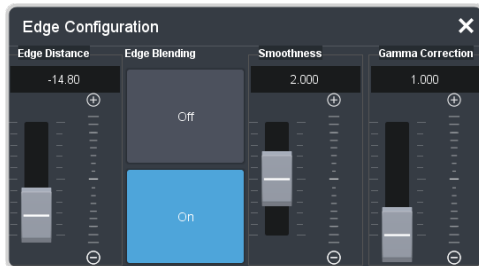 Edge Configuration
Edge Distance
Edge Blending
Smoothness
Gamma Correction
-14.80
2.000
1.000
Off
On